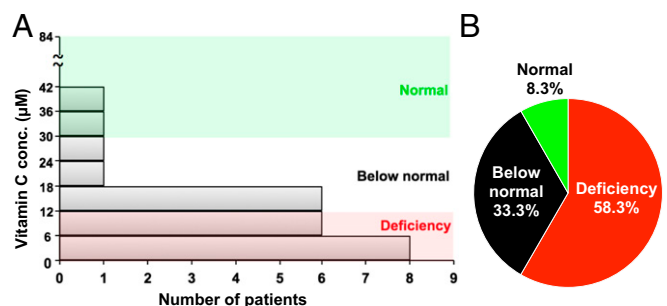 A
B
84
42
36
30
24
18
12
6
0
Vitamin C conc. (μM)
Normal
Below normal
Deficiency
0 1 2 3 4 5 6 7 8 9
Number of patients
Normal
8.3%
Below
normal
33.3%
Deficiency
58.3%